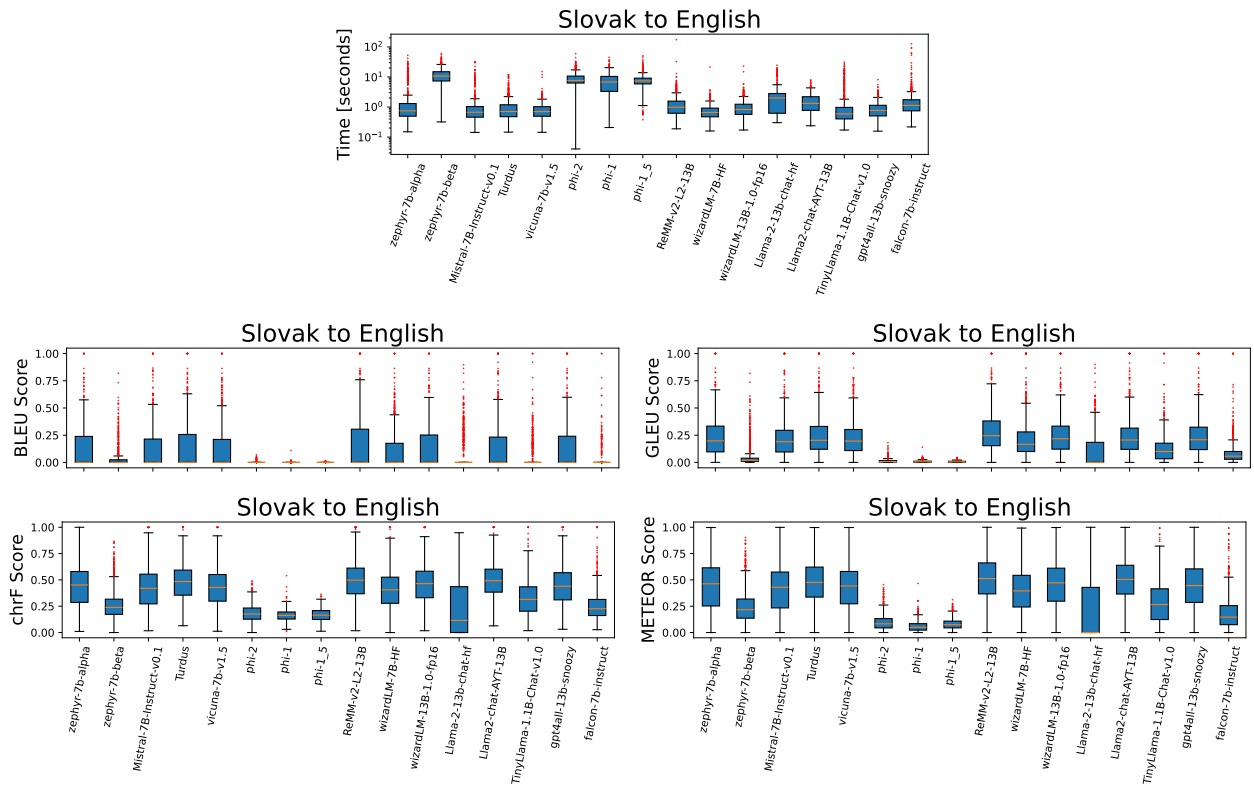 Slovak to English
Time [seconds]
10²
10¹
10⁰
10⁻¹
zephyr-7b-alpha
zephyr-7b-beta
Mistral-7B-Instruct-v0.1
Turdus
vicuna-7b-v1.5
phi-2
phi-1
phi-1_5
ReMM-v2-L2-13B
wizardLM-7B-HF
wizardLM-13B-1.0-fp16
Llama-2-13b-chat-hf
Llama2-chat-AYT-13B
TinyLlama-1.1B-Chat-v1.0
gpt4all-13b-snoozy
falcon-7b-instruct
Slovak to English
BLEU Score
1.00
0.75
0.50
0.25
0.00
Slovak to English
GLEU Score
1.00
0.75
0.50
0.25
0.00
Slovak to English
chrF Score
1.00
0.75
0.50
0.25
0.00
zephyr-7b-alpha
zephyr-7b-beta
Mistral-7B-Instruct-v0.1
Turdus
vicuna-7b-v1.5
phi-2
phi-1
phi-1_5
ReMM-v2-L2-13B
wizardLM-7B-HF
wizardLM-13B-1.0-fp16
Llama-2-13b-chat-hf
Llama2-chat-AYT-13B
TinyLlama-1.1B-Chat-v1.0
gpt4all-13b-snoozy
falcon-7b-instruct
Slovak to English
METEOR Score
1.00
0.75
0.50
0.25
0.00
zephyr-7b-alpha
zephyr-7b-beta
Mistral-7B-Instruct-v0.1
Turdus
vicuna-7b-v1.5
phi-2
phi-1
phi-1_5
ReMM-v2-L2-13B
wizardLM-7B-HF
wizardLM-13B-1.0-fp16
Llama-2-13b-chat-hf
Llama2-chat-AYT-13B
TinyLlama-1.1B-Chat-v1.0
gpt4all-13b-snoozy
falcon-7b-instruct